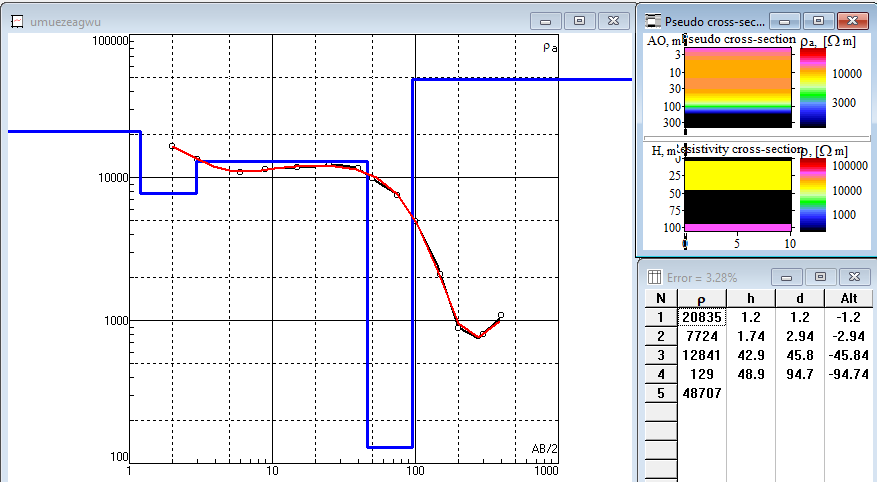 umuezeagwu
100000
10000
1000
100
ρa
AB/2
1
10
100
1000
Pseudo cross-sec...
AO, m
Pseudo cross-section
ρa, [Ω m]
3
10
30
100
300
10000
3000
H, m
resistivity cross-section
ρ, [Ω m]
0
25
50
75
100
0
5
10
100000
10000
1000
Error = 3.28%
N ρ h d Alt
1 20835 1.2 1.2 -1.2
2 7724 1.74 2.94 -2.94
3 12841 42.9 45.8 -45.84
4 129 48.9 94.7 -94.74
5 48707